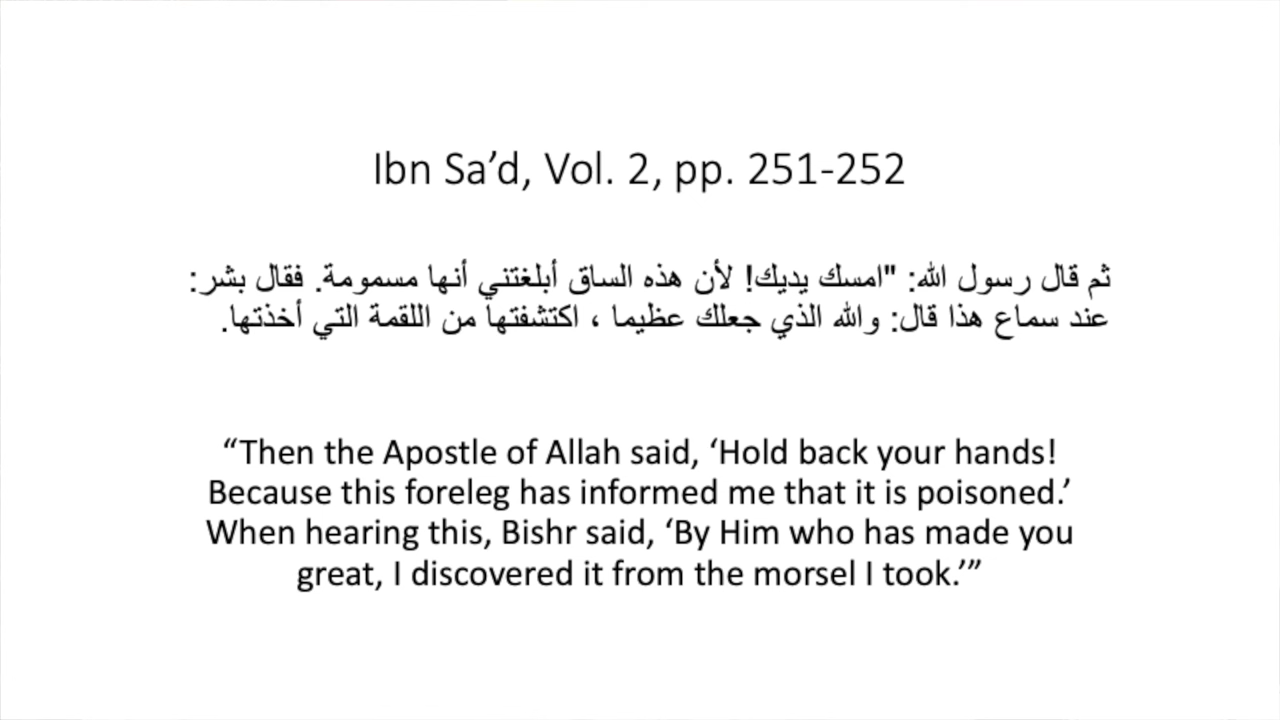 Ibn Sa’d, Vol. 2, pp. 251-252
ثم قال رسول الله: "امسك يديك! لأن هذه الساق أبلغتني أنها مسمومة. فقال بشر:
عند سماع هذا قال: والله الذي جعلك عظيما ، اكتشفتها من اللقمة التي أخذتها.
“Then the Apostle of Allah said, ‘Hold back your hands!
Because this foreleg has informed me that it is poisoned.’
When hearing this, Bishr said, ‘By Him who has made you
great, I discovered it from the morsel I took.’”